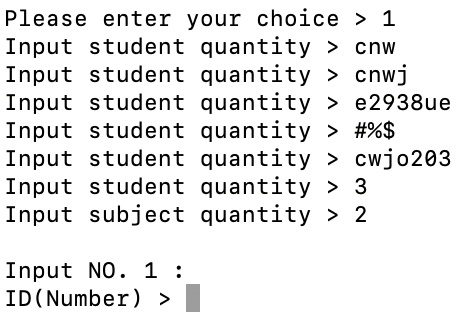 Please enter your choice > 1
Input student quantity > cnw
Input student quantity > cnwj
Input student quantity > e2938ue
Input student quantity > #%$
Input student quantity > cwjo203
Input student quantity > 3
Input subject quantity > 2
Input NO. 1 :
ID(Number) >